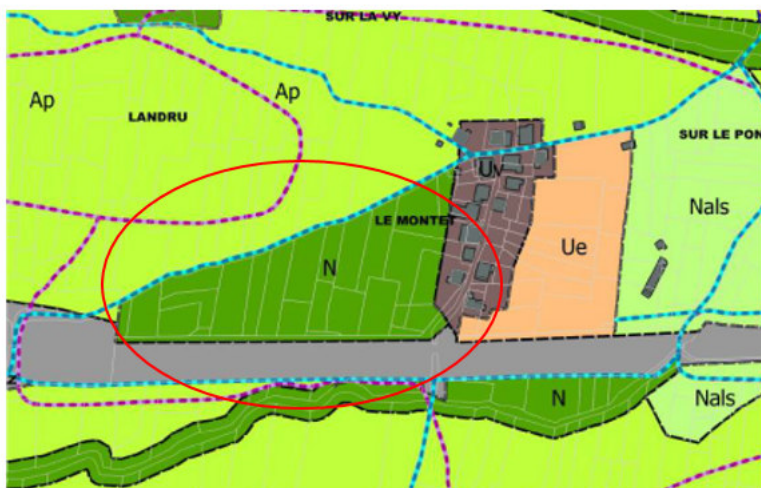 SUR LA VY
Ap
Ap
LANDRU
SUR LE PON
Uv
Nals
LE MONTET
Ue
N
N
Nals